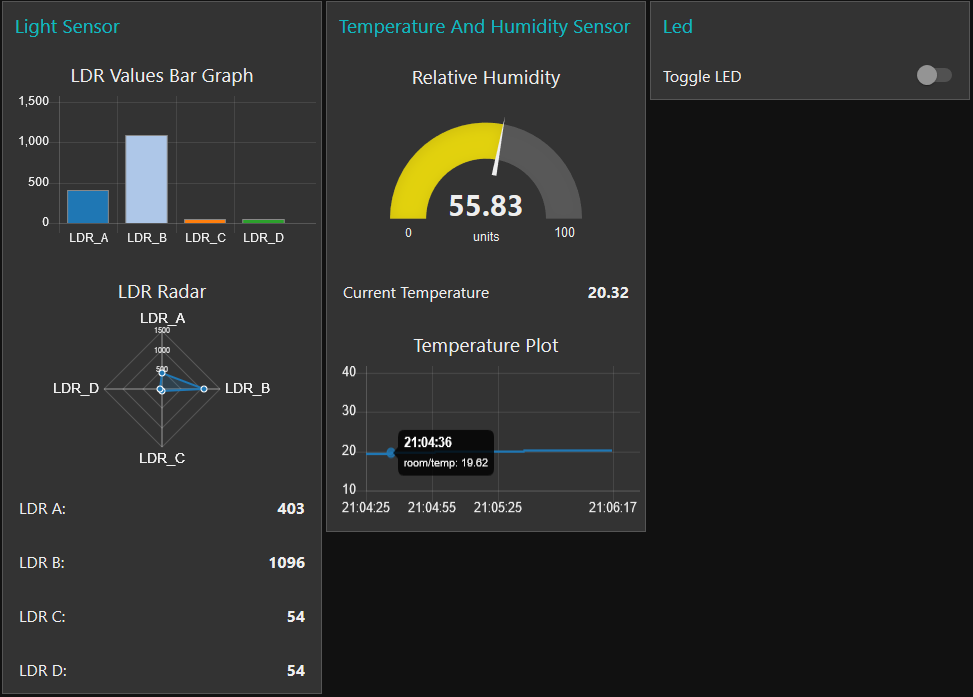 Light Sensor
LDR Values Bar Graph
1,500
1,000
500
0
LDR_A LDR_B LDR_C LDR_D
LDR Radar
LDR_A
1500
1000
500
LDR_D LDR_B
LDR_C
LDR A: 403
LDR B: 1096
LDR C: 54
LDR D: 54
Temperature And Humidity Sensor
Relative Humidity
55.83
0 units 100
Current Temperature 20.32
Temperature Plot
40
30
20
10
21:04:36
room/temp: 19.62
21:04:25 21:04:55 21:05:25 21:06:17
Led
Toggle LED